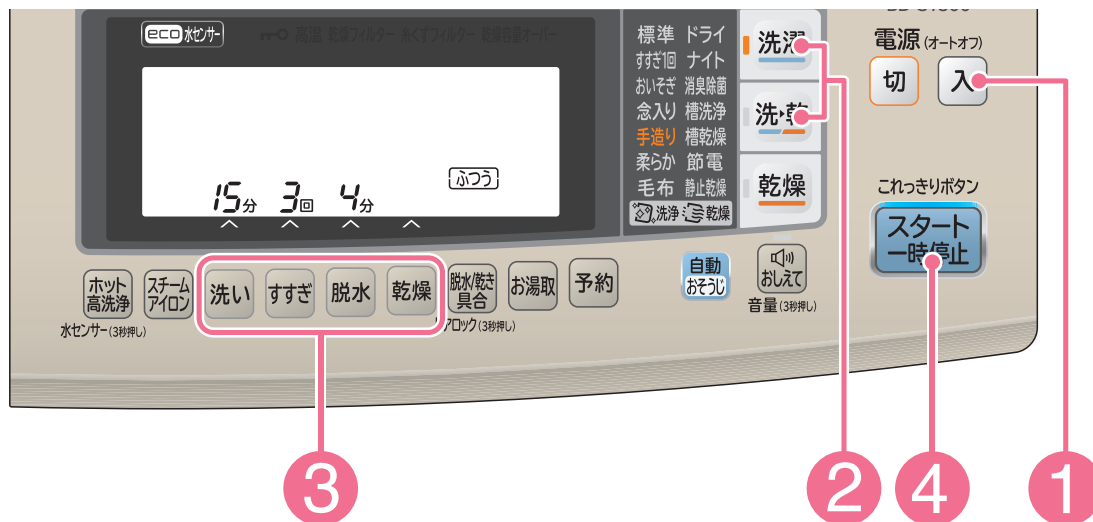 eco 水センサー
高温 乾燥フィルター 糸くずフィルター 乾燥容量オーバー
15分 3回 4分
ふつう
標準 ドライ
すすぎ1回 ナイト
おいそぎ 消臭除菌
念入り 槽洗浄
手造り 槽乾燥
柔らか 節電
毛布 静止乾燥
洗浄 乾燥
洗濯
洗乾
乾燥
電源(オートオフ)
切 入
これっきりボタン
スタート
一時停止
ホット
高洗浄
水センサー(3秒押し)
スチーム
アイロン
洗い
すすぎ
脱水
乾燥
脱水/乾き
具合
アロック(3秒押し)
お湯取
予約
自動
おそうじ
おしえて
音量(3秒押し)
3
2
4
1